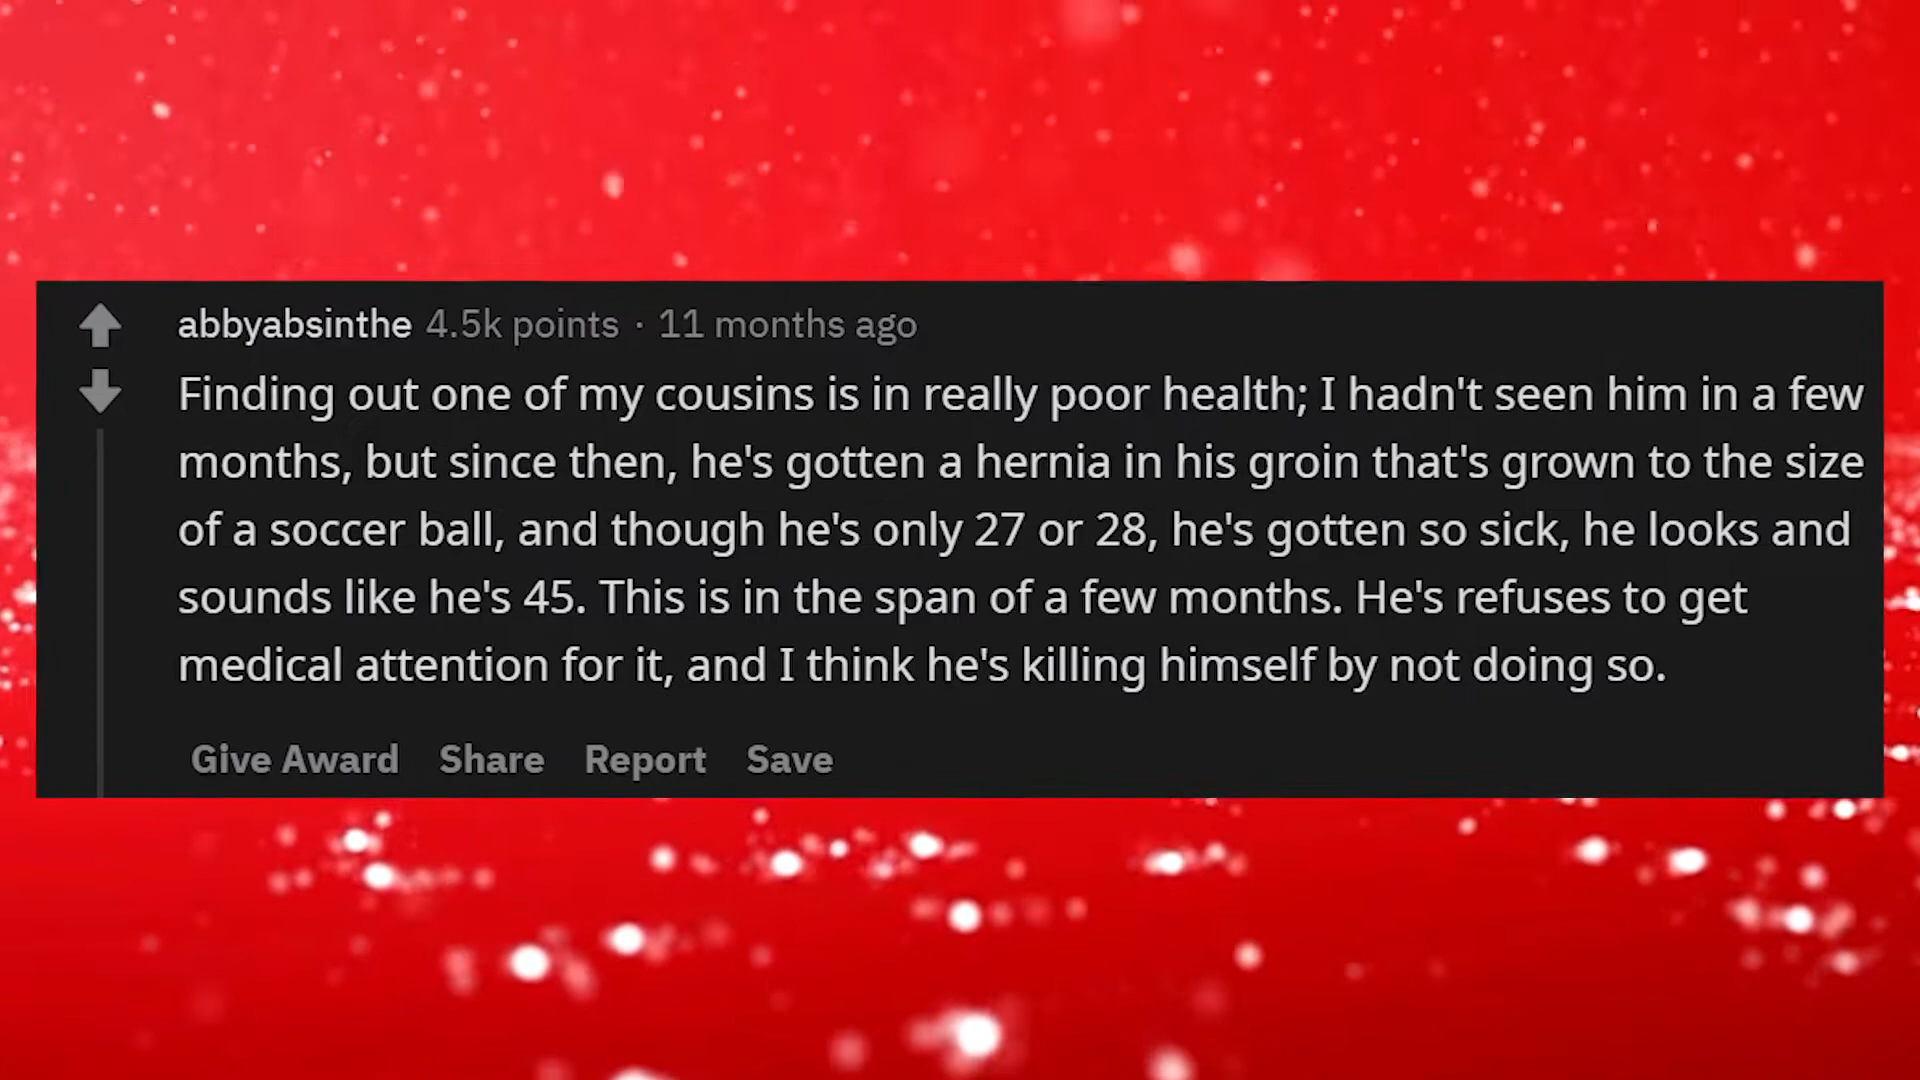 abbyabsinthe 4.5k points · 11 months ago
Finding out one of my cousins is in really poor health; I hadn't seen him in a few
months, but since then, he's gotten a hernia in his groin that's grown to the size
of a soccer ball, and though he's only 27 or 28, he's gotten so sick, he looks and
sounds like he's 45. This is in the span of a few months. He's refuses to get
medical attention for it, and I think he's killing himself by not doing so.
Give Award Share Report Save